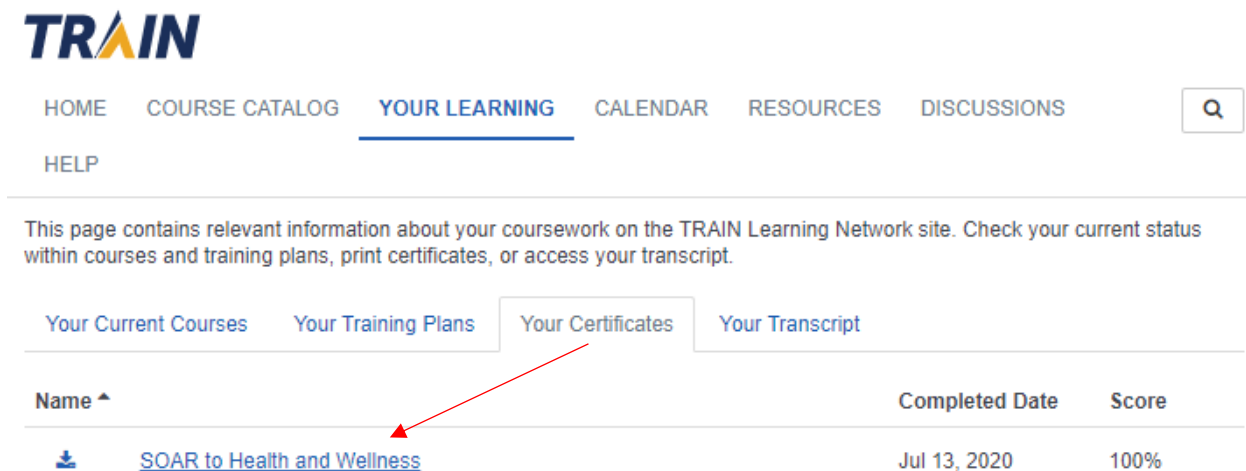 TRAIN
HOME COURSE CATALOG YOUR LEARNING CALENDAR RESOURCES DISCUSSIONS
HELP
This page contains relevant information about your coursework on the TRAIN Learning Network site. Check your current status
within courses and training plans, print certificates, or access your transcript.
Your Current Courses Your Training Plans Your Certificates Your Transcript
Name Completed Date Score
SOAR to Health and Wellness Jul 13, 2020 100%